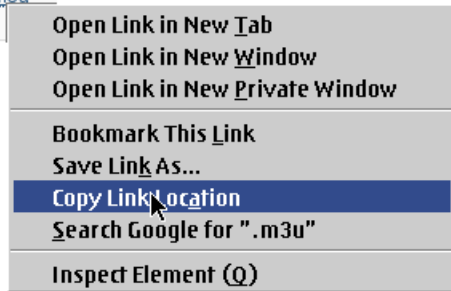 Open Link in New Tab
Open Link in New Window
Open Link in New Private Window
Bookmark This Link
Save Link As...
Copy Link Location
Search Google for ".m3u"
Inspect Element (Q)